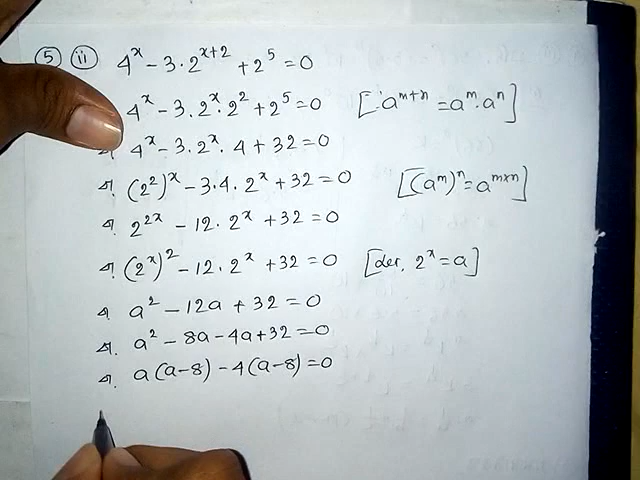 5 ii 4^x - 3·2^{x+2} + 2^5 = 0
4^x - 3·2^x·2^2 + 2^5 = 0 [∵ a^{m+n} = a^m·a^n]
বা, 4^x - 3·2^x·4 + 32 = 0
বা, (2^2)^x - 3·4·2^x + 32 = 0 [(a^m)^n = a^{m×n}]
বা, 2^{2x} - 12·2^x + 32 = 0
বা, (2^x)^2 - 12·2^x + 32 = 0 [ 2^x = a]
বা, a^2 - 12a + 32 = 0
বা, a^2 - 8a - 4a + 32 = 0
বা, a(a-8) - 4(a-8) = 0